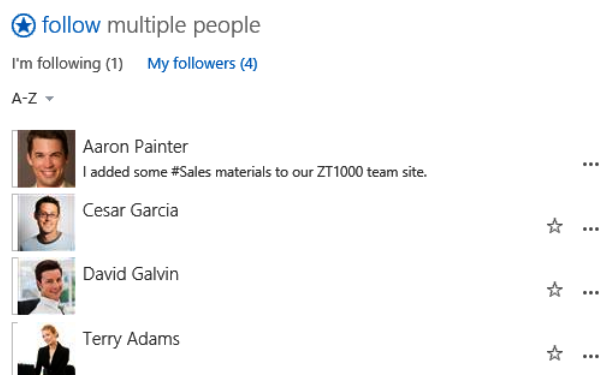 follow multiple people
I'm following (1) My followers (4)
A-Z
Aaron Painter
I added some #Sales materials to our ZT1000 team site.
Cesar Garcia
David Galvin
Terry Adams